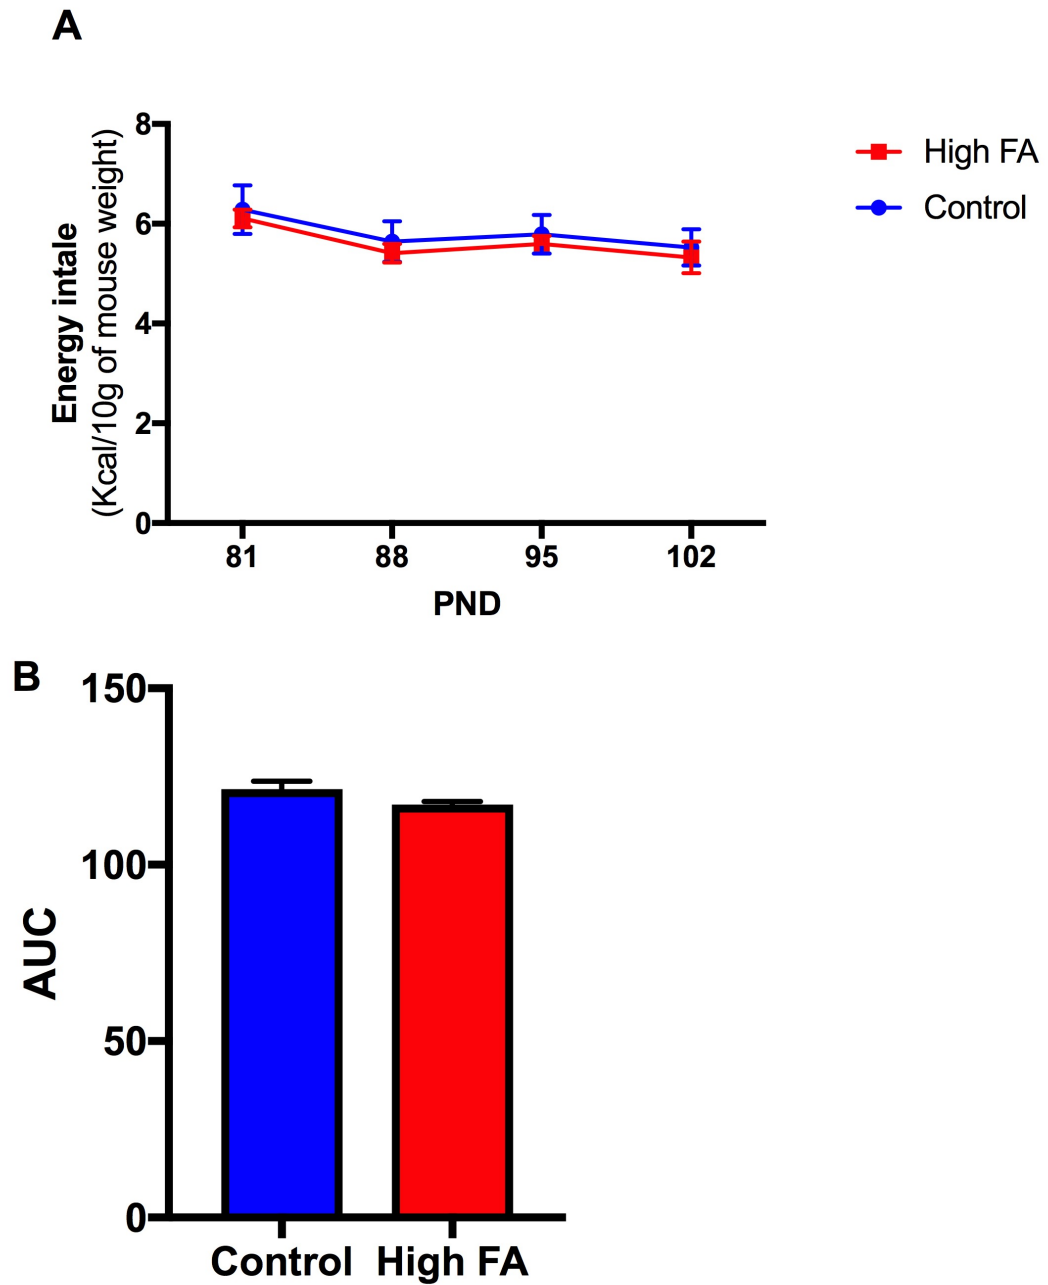 A
8
6
4
2
0
Energy intale
(Kcal/10g of mouse weight)
81 88 95 102
PND
High FA
Control
B
150
100
50
0
AUC
Control High FA